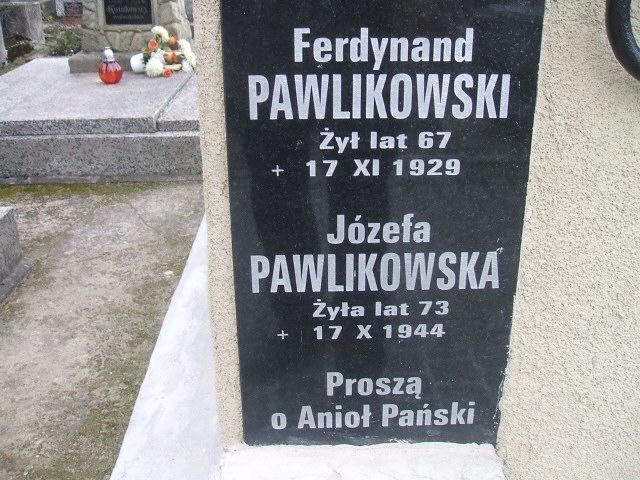 Ferdynand
PAWLIKOWSKI
Żył lat 67
+ 17 XI 1929
Józefa
PAWLIKOWSKA
Żyła lat 73
+ 17 X 1944
Proszą
o Anioł Pański